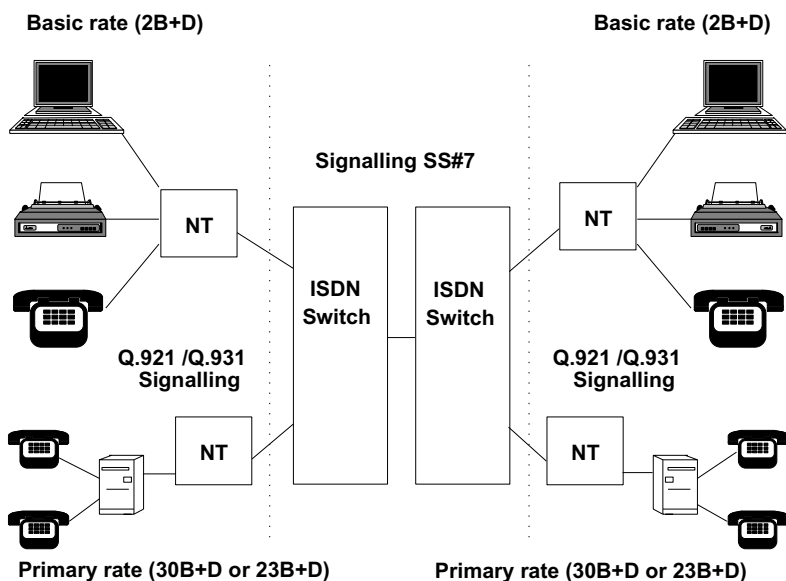 Basic rate (2B+D)
Basic rate (2B+D)
Signalling SS#7
NT
NT
ISDN
Switch
ISDN
Switch
Q.921 /Q.931
Signalling
Q.921 /Q.931
Signalling
NT
NT
Primary rate (30B+D or 23B+D)
Primary rate (30B+D or 23B+D)